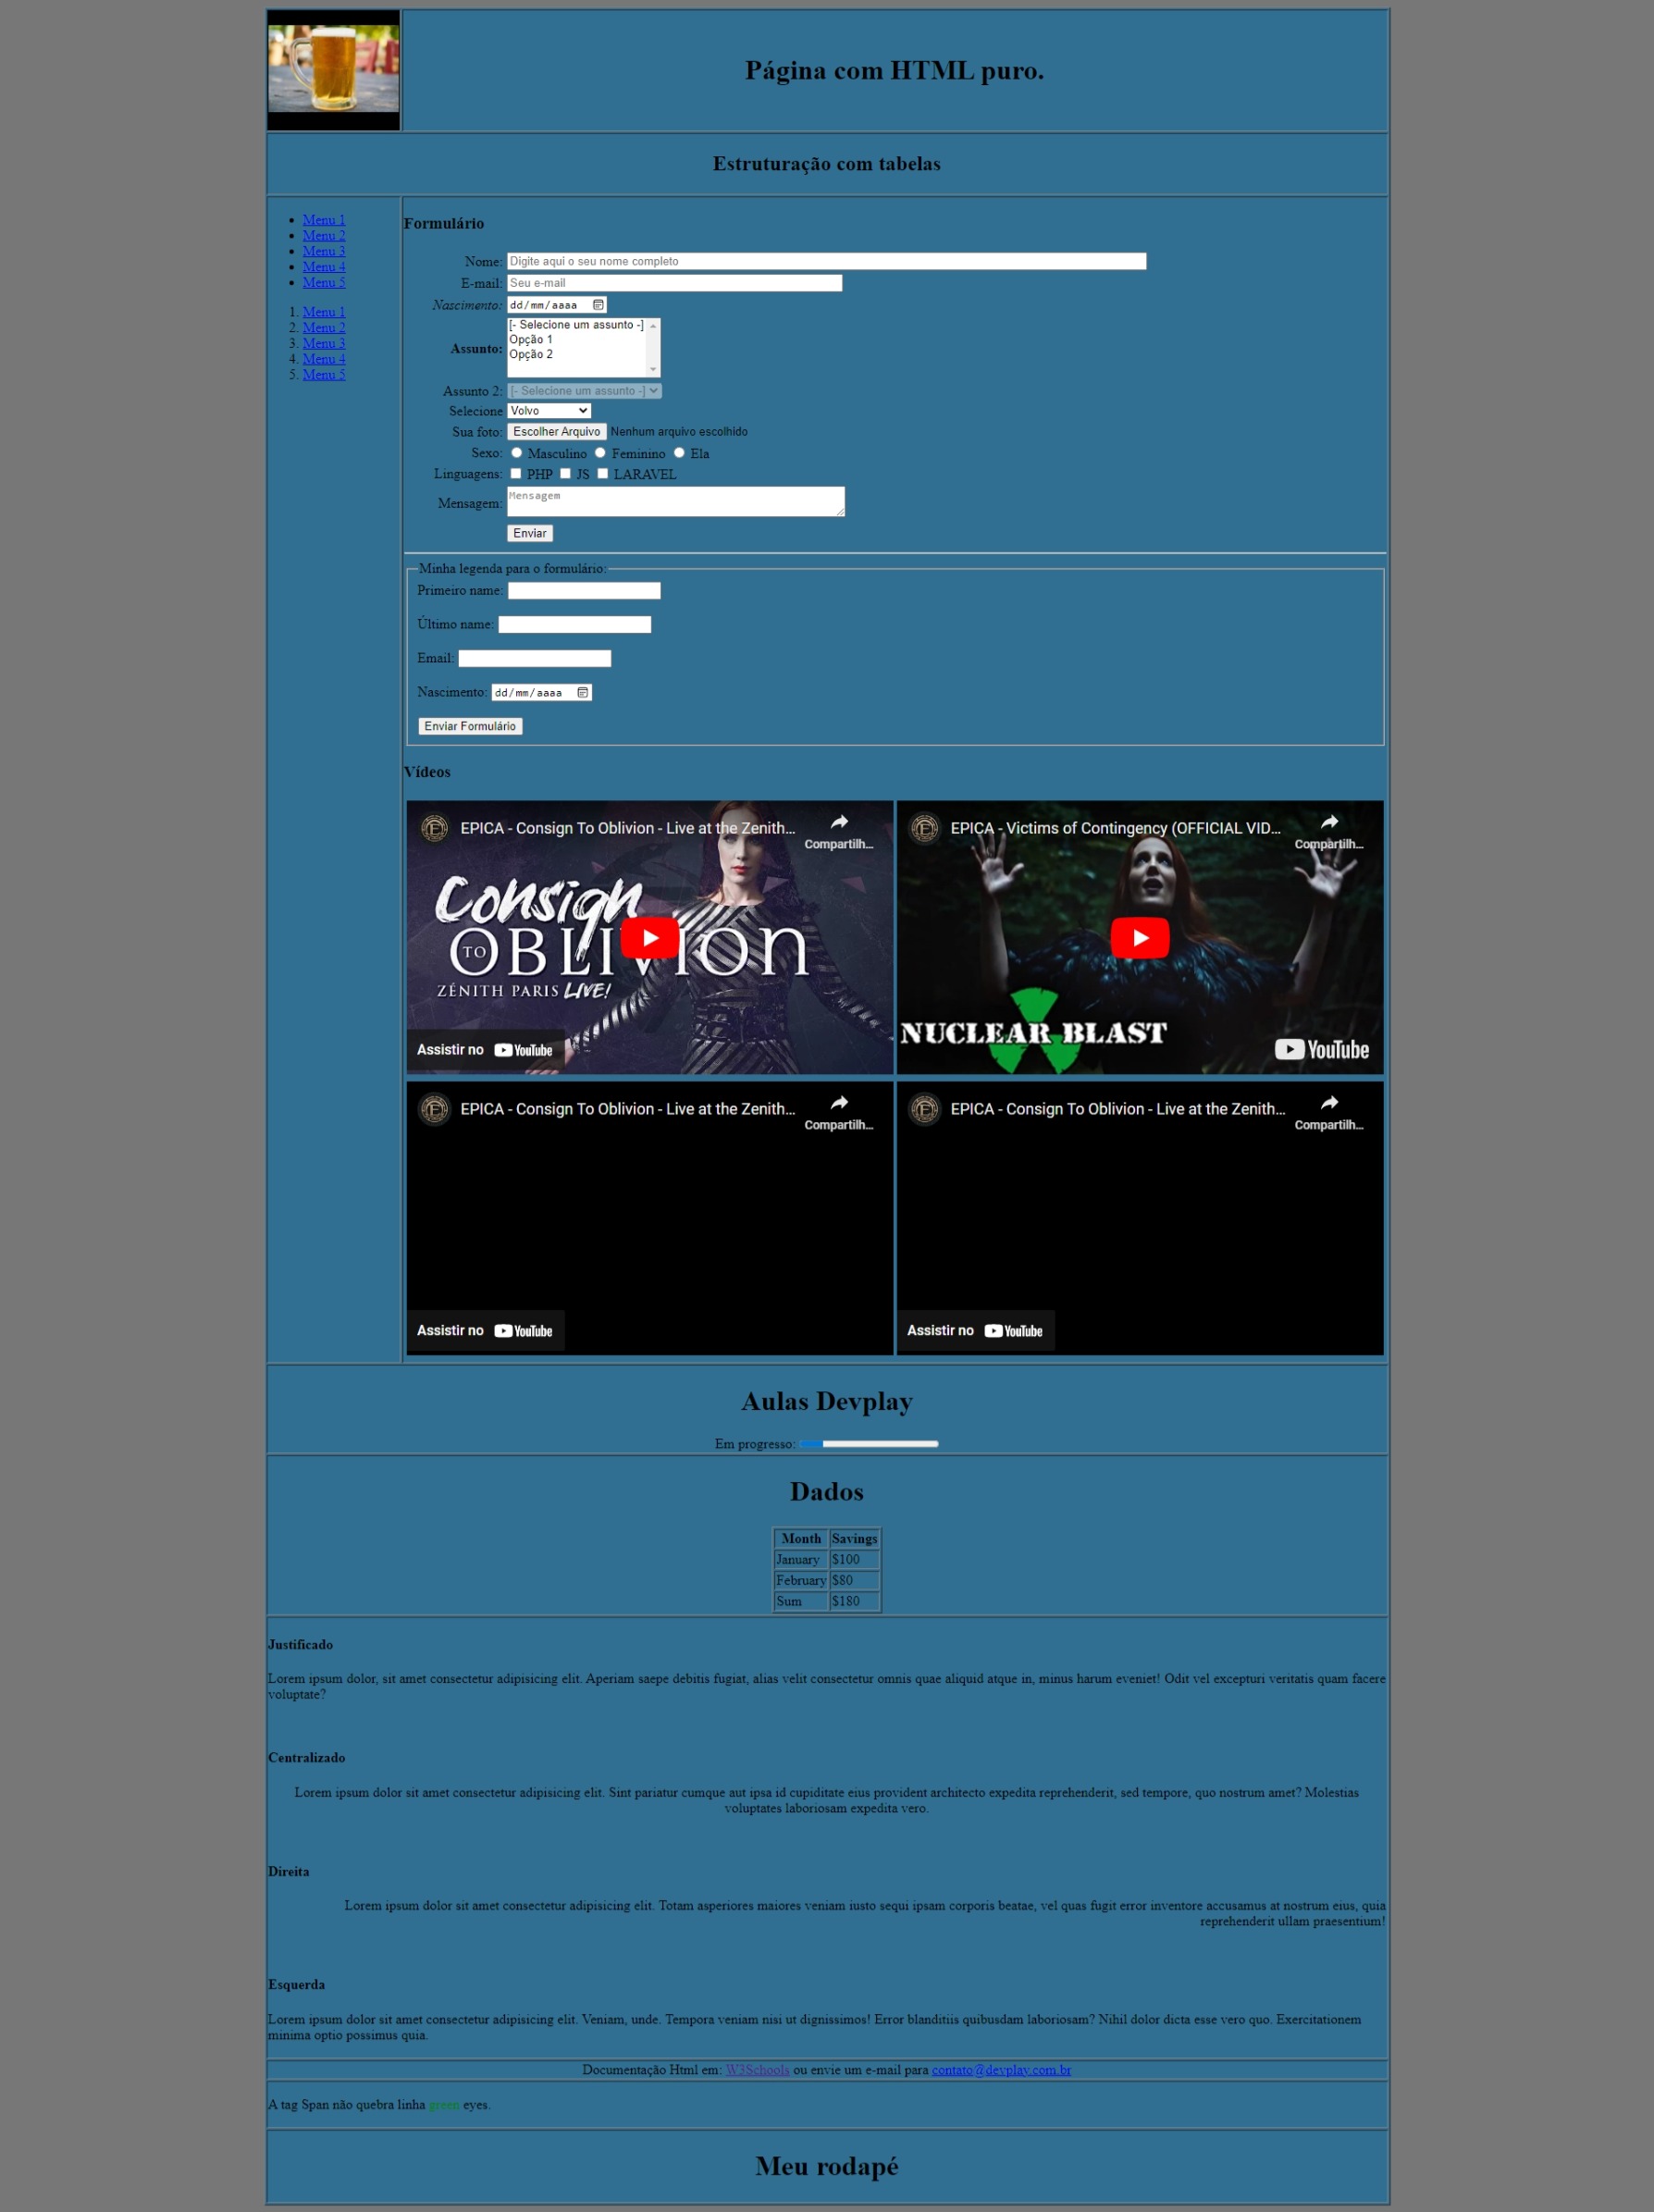 Página com HTML puro.
Estruturação com tabelas
Menu 1
Menu 2
Menu 3
Menu 4
Menu 5
1. Menu 1
2. Menu 2
3. Menu 3
4. Menu 4
5. Menu 5
Formulário
Nome: Digite aqui o seu nome completo
E-mail: Seu e-mail
Nascimento: dd/mm/aaaa
Assunto: [- Selecione um assunto -]
Opção 1
Opção 2
Assunto 2: [- Selecione um assunto -]
Selecione Volvo
Sua foto: Escolher Arquivo Nenhum arquivo escolhido
Sexo: Masculino Feminino Ela
Linguagens: PHP JS LARAVEL
Mensagem: Mensagem
Enviar
Minha legenda para o formulário:
Primeiro name:
Último name:
Email:
Nascimento: dd/mm/aaaa
Enviar Formulário
Vídeos
EPICA - Consign To Oblivion - Live at the Zenith...
Compartilh...
Consign
TO OBLIVION
ZÉNITH PARIS LIVE!
Assistir no YouTube
EPICA - Victims of Contingency (OFFICIAL VID...
Compartilh...
NUCLEAR BLAST
YouTube
EPICA - Consign To Oblivion - Live at the Zenith...
Compartilh...
Assistir no YouTube
EPICA - Consign To Oblivion - Live at the Zenith...
Compartilh...
Assistir no YouTube
Aulas Devplay
Em progresso:
Dados
Month Savings
January $100
February $80
Sum $180
Justificado
Lorem ipsum dolor, sit amet consectetur adipisicing elit. Aperiam saepe debitis fugiat, alias velit consectetur omnis quae aliquid atque in, minus harum eveniet! Odit vel excepturi veritatis quam facere
voluptate?
Centralizado
Lorem ipsum dolor sit amet consectetur adipisicing elit. Sint pariatur cumque aut ipsa id cupiditate eius provident architecto expedita reprehenderit, sed tempore, quo nostrum amet? Molestias
voluptates laboriosam expedita vero.
Direita
Lorem ipsum dolor sit amet consectetur adipisicing elit. Totam asperiores maiores veniam iusto sequi ipsam corporis beatae, vel quas fugit error inventore accusamus at nostrum eius, quia
reprehenderit ullam praesentium!
Esquerda
Lorem ipsum dolor sit amet consectetur adipisicing elit. Veniam, unde. Tempora veniam nisi ut dignissimos! Error blanditiis quibusdam laboriosam? Nihil dolor dicta esse vero quo. Exercitationem
minima optio possimus quia.
Documentação Html em: W3Schools ou envie um e-mail para contato@devplay.com.br
A tag Span não quebra linha green eyes.
Meu rodapé